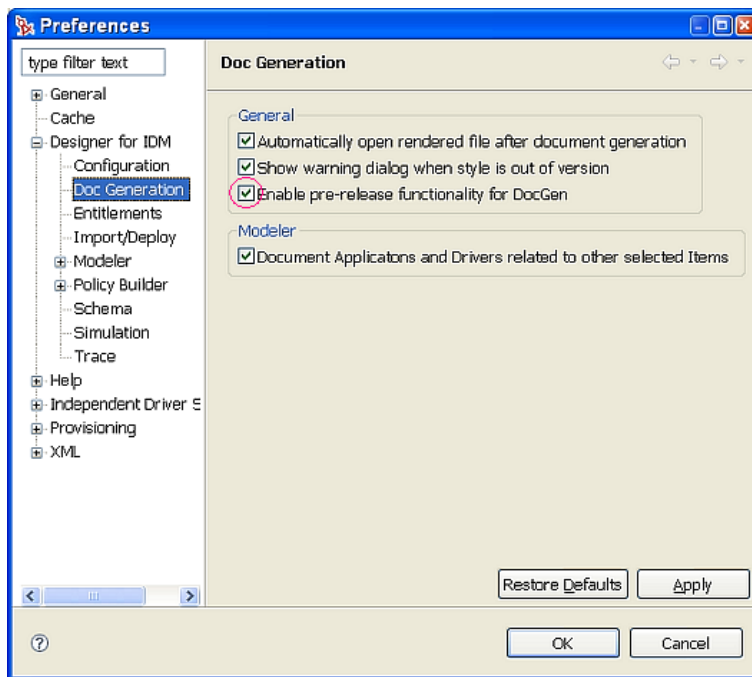 Preferences
type filter text
General
Cache
Designer for IDM
Configuration
Doc Generation
Entitlements
Import/Deploy
Modeler
Policy Builder
Schema
Simulation
Trace
Help
Independent Driver S
Provisioning
XML
Doc Generation
General
Automatically open rendered file after document generation
Show warning dialog when style is out of version
Enable pre-release functionality for DocGen
Modeler
Document Applicatons and Drivers related to other selected Items
Restore Defaults
Apply
?
OK
Cancel